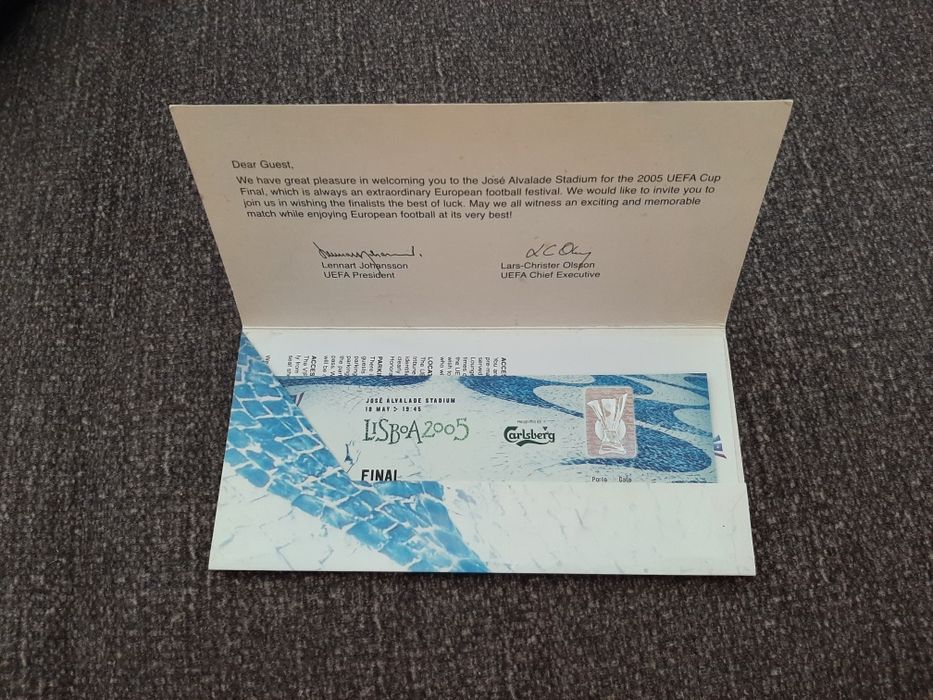 Dear Guest,
We have great pleasure in welcoming you to the José Alvalade Stadium for the 2005 UEFA Cup
Final, which is always an extraordinary European football festival. We would like to invite you to
join us in wishing the finalists the best of luck. May we all witness an exciting and memorable
match while enjoying European football at its very best!
Lennart Johansson
UEFA President
Lars-Christer Olsson
UEFA Chief Executive
JOSÉ ALVALADE STADIUM
18 MAY > 19:45
LISBOA2005
Carlsberg
FINAL
Porta Gate